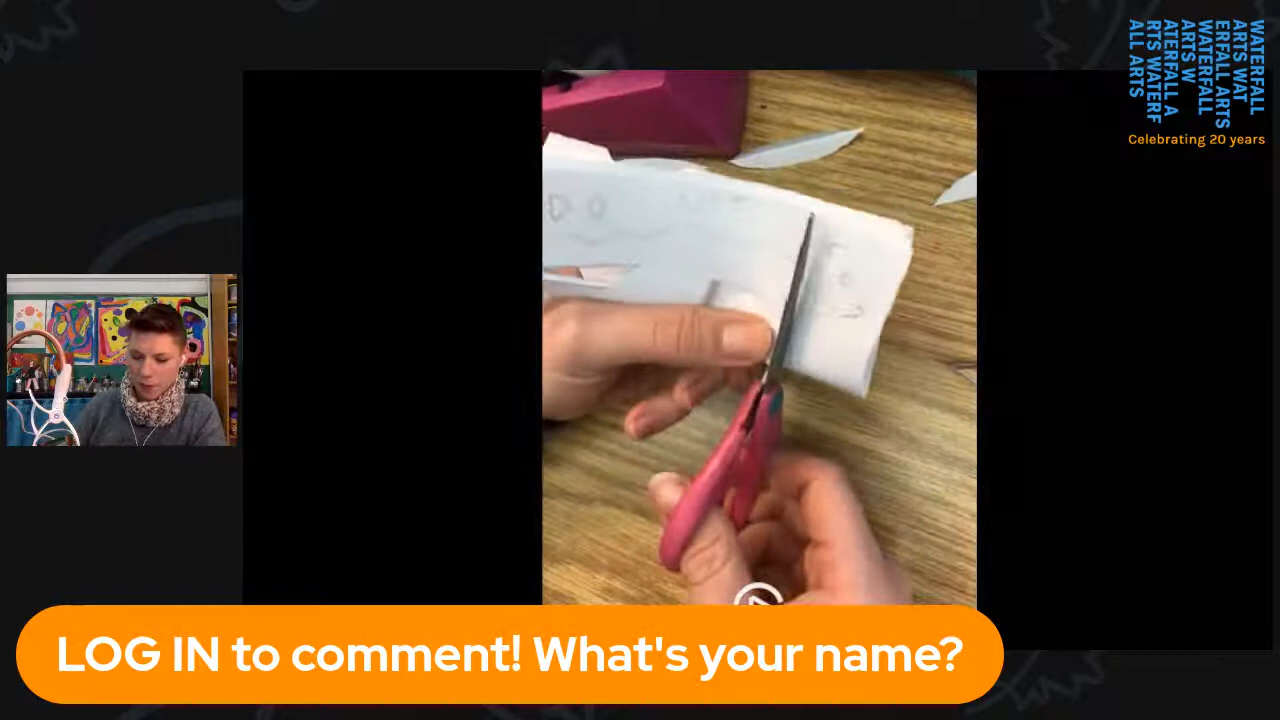 WATERFALL
ARTS WAT
ERFALL ARTS
WATERFALL
ARTS W
ATERFALL A
RTS WATERF
ALL ARTS
Celebrating 20 years
LOG IN to comment! What's your name?